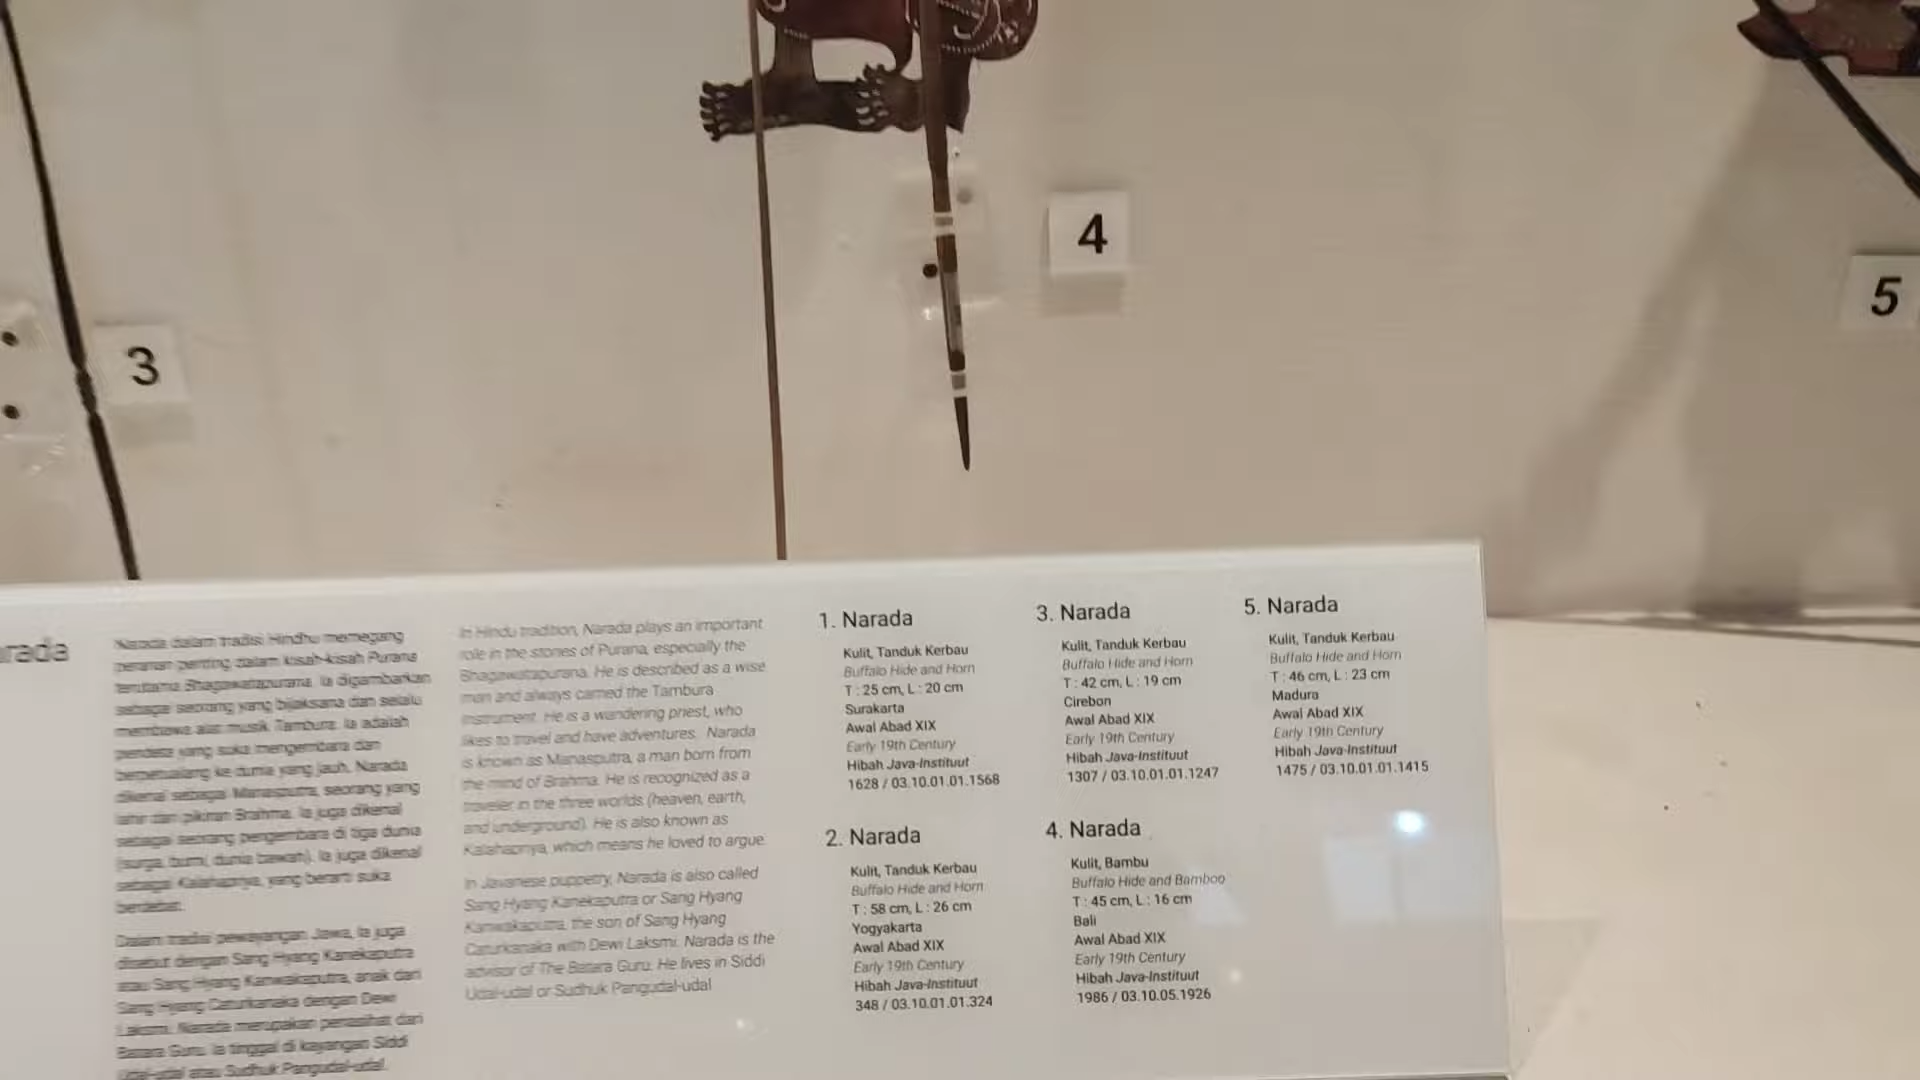 3
4
5
Narada dalam tradisi Hindhu memegang
peranan penting dalam kisah-kisah Purana
terutama Bhagawatapurana. Ia digambarkan
sebagai seorang yang bijaksana dan selalu
membawa alat musik Tambura. Ia adalah
pendeta yang suka mengembara dan
berpetualang ke dunia yang jauh. Narada
dikenal sebagai Manasputra, seorang yang
lahir dari pikiran Brahma. Ia juga dikenal
sebagai seorang pengembara di tiga dunia
(surga, bumi, dunia bawah). Ia juga dikenal
sebagai Kalahapriya, yang berarti suka
berdebat.
Dalam tradisi pewayangan Jawa, Ia juga
disebut dengan Sang Hyang Kanekaputra
atau Sang Hyang Kanwakaputra, anak dari
Sang Hyang Caturkanaka dengan Dewi
Laksmi. Narada merupakan penasihat dari
Batara Guru. Ia tinggal di kayangan Siddi
Udal-udal atau Sudhuk Pangudal-udal.
In Hindu tradition, Narada plays an important
role in the stories of Purana, especially the
Bhagawatapurana. He is described as a wise
man and always carried the Tambura
instrument. He is a wandering priest, who
likes to travel and have adventures. Narada
is known as Manasputra, a man born from
the mind of Brahma. He is recognized as a
traveler in the three worlds (heaven, earth,
and underground). He is also known as
Kalahapriya, which means he loved to argue.
In Javanese puppetry, Narada is also called
Sang Hyang Kanekaputra or Sang Hyang
Kanwakaputra, the son of Sang Hyang
Caturkanaka with Dewi Laksmi. Narada is the
advisor of The Batara Guru. He lives in Siddi
Udal-udal or Sudhuk Pangudal-udal
1. Narada
Kulit, Tanduk Kerbau
Buffalo Hide and Horn
T : 25 cm, L : 20 cm
Surakarta
Awal Abad XIX
Early 19th Century
Hibah Java-Instituut
1628 / 03.10.01.01.1568
2. Narada
Kulit, Tanduk Kerbau
Buffalo Hide and Horn
T : 58 cm, L : 26 cm
Yogyakarta
Awal Abad XIX
Early 19th Century
Hibah Java-Instituut
348 / 03.10.01.01.324
3. Narada
Kulit, Tanduk Kerbau
Buffalo Hide and Horn
T : 42 cm, L : 19 cm
Cirebon
Awal Abad XIX
Early 19th Century
Hibah Java-Instituut
1307 / 03.10.01.01.1247
4. Narada
Kulit, Bambu
Buffalo Hide and Bamboo
T : 45 cm, L : 16 cm
Bali
Awal Abad XIX
Early 19th Century
Hibah Java-Instituut
1986 / 03.10.05.1926
5. Narada
Kulit, Tanduk Kerbau
Buffalo Hide and Horn
T : 46 cm, L : 23 cm
Madura
Awal Abad XIX
Early 19th Century
Hibah Java-Instituut
1475 / 03.10.01.01.1415